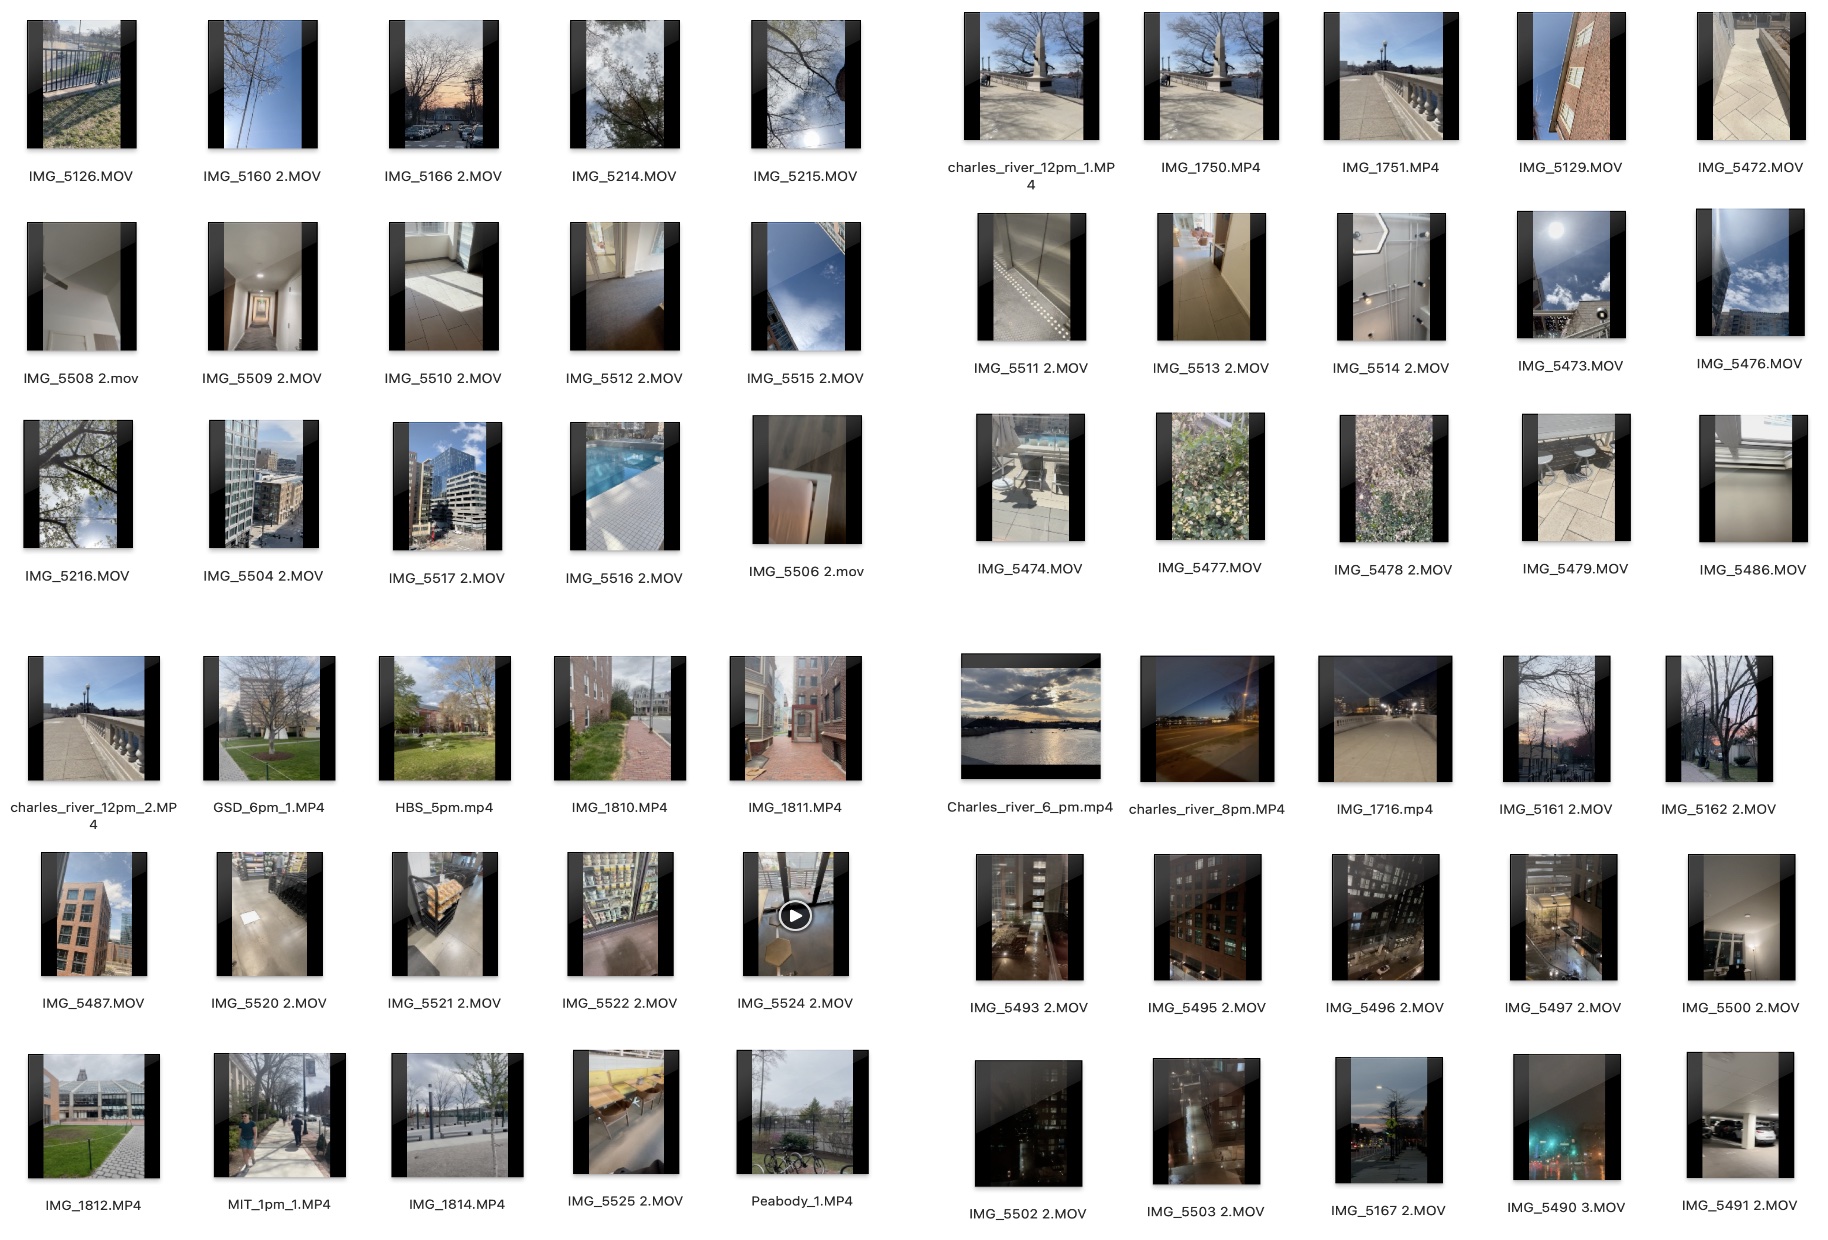 IMG_5126.MOV
IMG_5160 2.MOV
IMG_5166 2.MOV
IMG_5214.MOV
IMG_5215.MOV
charles_river_12pm_1.MP
4
IMG_1750.MP4
IMG_1751.MP4
IMG_5129.MOV
IMG_5472.MOV
IMG_5508 2.mov
IMG_5509 2.MOV
IMG_5510 2.MOV
IMG_5512 2.MOV
IMG_5515 2.MOV
IMG_5511 2.MOV
IMG_5513 2.MOV
IMG_5514 2.MOV
IMG_5473.MOV
IMG_5476.MOV
IMG_5216.MOV
IMG_5504 2.MOV
IMG_5517 2.MOV
IMG_5516 2.MOV
IMG_5506 2.mov
IMG_5474.MOV
IMG_5477.MOV
IMG_5478 2.MOV
IMG_5479.MOV
IMG_5486.MOV
charles_river_12pm_2.MP
4
GSD_6pm_1.MP4
HBS_5pm.mp4
IMG_1810.MP4
IMG_1811.MP4
Charles_river_6_pm.mp4
charles_river_8pm.MP4
IMG_1716.mp4
IMG_5161 2.MOV
IMG_5162 2.MOV
IMG_5487.MOV
IMG_5520 2.MOV
IMG_5521 2.MOV
IMG_5522 2.MOV
IMG_5524 2.MOV
IMG_5493 2.MOV
IMG_5495 2.MOV
IMG_5496 2.MOV
IMG_5497 2.MOV
IMG_5500 2.MOV
IMG_1812.MP4
MIT_1pm_1.MP4
IMG_1814.MP4
IMG_5525 2.MOV
Peabody_1.MP4
IMG_5502 2.MOV
IMG_5503 2.MOV
IMG_5167 2.MOV
IMG_5490 3.MOV
IMG_5491 2.MOV